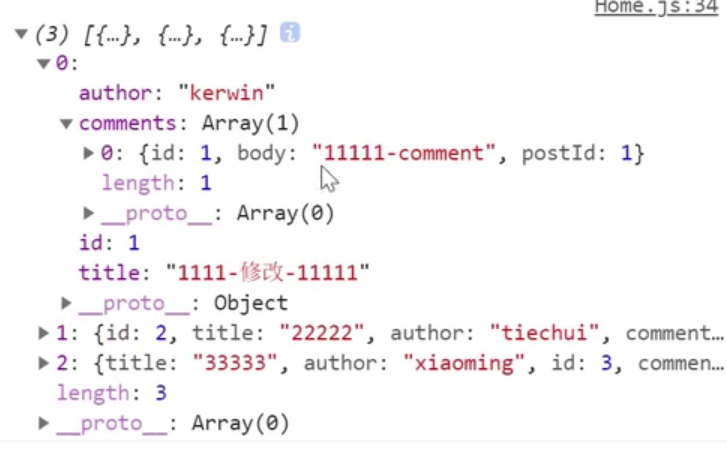 Home.js:34
▼(3) [{…}, {…}, {…}] i
▼0:
author: "kerwin"
▼comments: Array(1)
▶0: {id: 1, body: "11111-comment", postId: 1}
length: 1
▶__proto__: Array(0)
id: 1
title: "1111-修改-11111"
▶__proto__: Object
▶1: {id: 2, title: "22222", author: "tiechui", comment…
▶2: {title: "33333", author: "xiaoming", id: 3, commen…
length: 3
▶__proto__: Array(0)